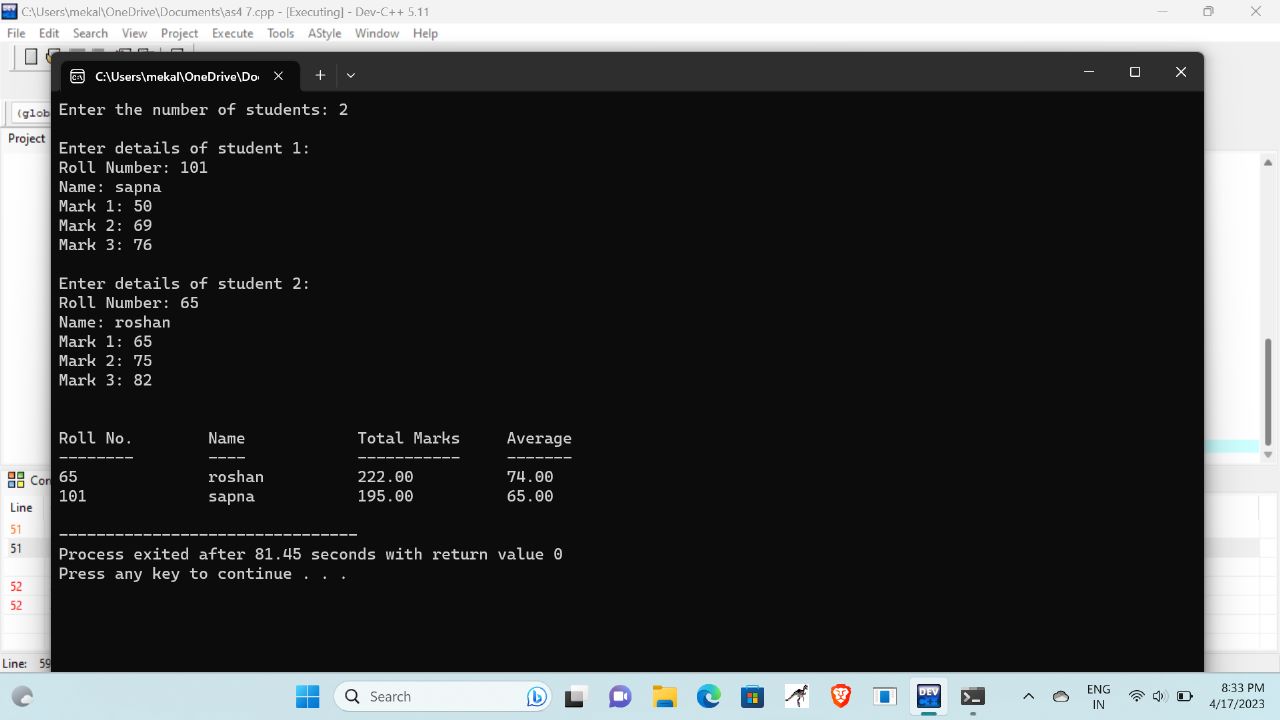 C:\Users\mekal\OneDrive\Documents\as4 7.cpp - [Executing] - Dev-C++ 5.11
File Edit Search View Project Execute Tools AStyle Window Help
C:\Users\mekal\OneDrive\Do
(glob
Project
Enter the number of students: 2
Enter details of student 1:
Roll Number: 101
Name: sapna
Mark 1: 50
Mark 2: 69
Mark 3: 76
Enter details of student 2:
Roll Number: 65
Name: roshan
Mark 1: 65
Mark 2: 75
Mark 3: 82
Roll No. Name Total Marks Average
-------- ---- ----------- -------
65 roshan 222.00 74.00
101 sapna 195.00 65.00
--------------------------------
Process exited after 81.45 seconds with return value 0
Press any key to continue . . .
Line
51
51
52
52
Line: 59
Search
DEV
ENG
IN
8:33 PM
4/17/2023